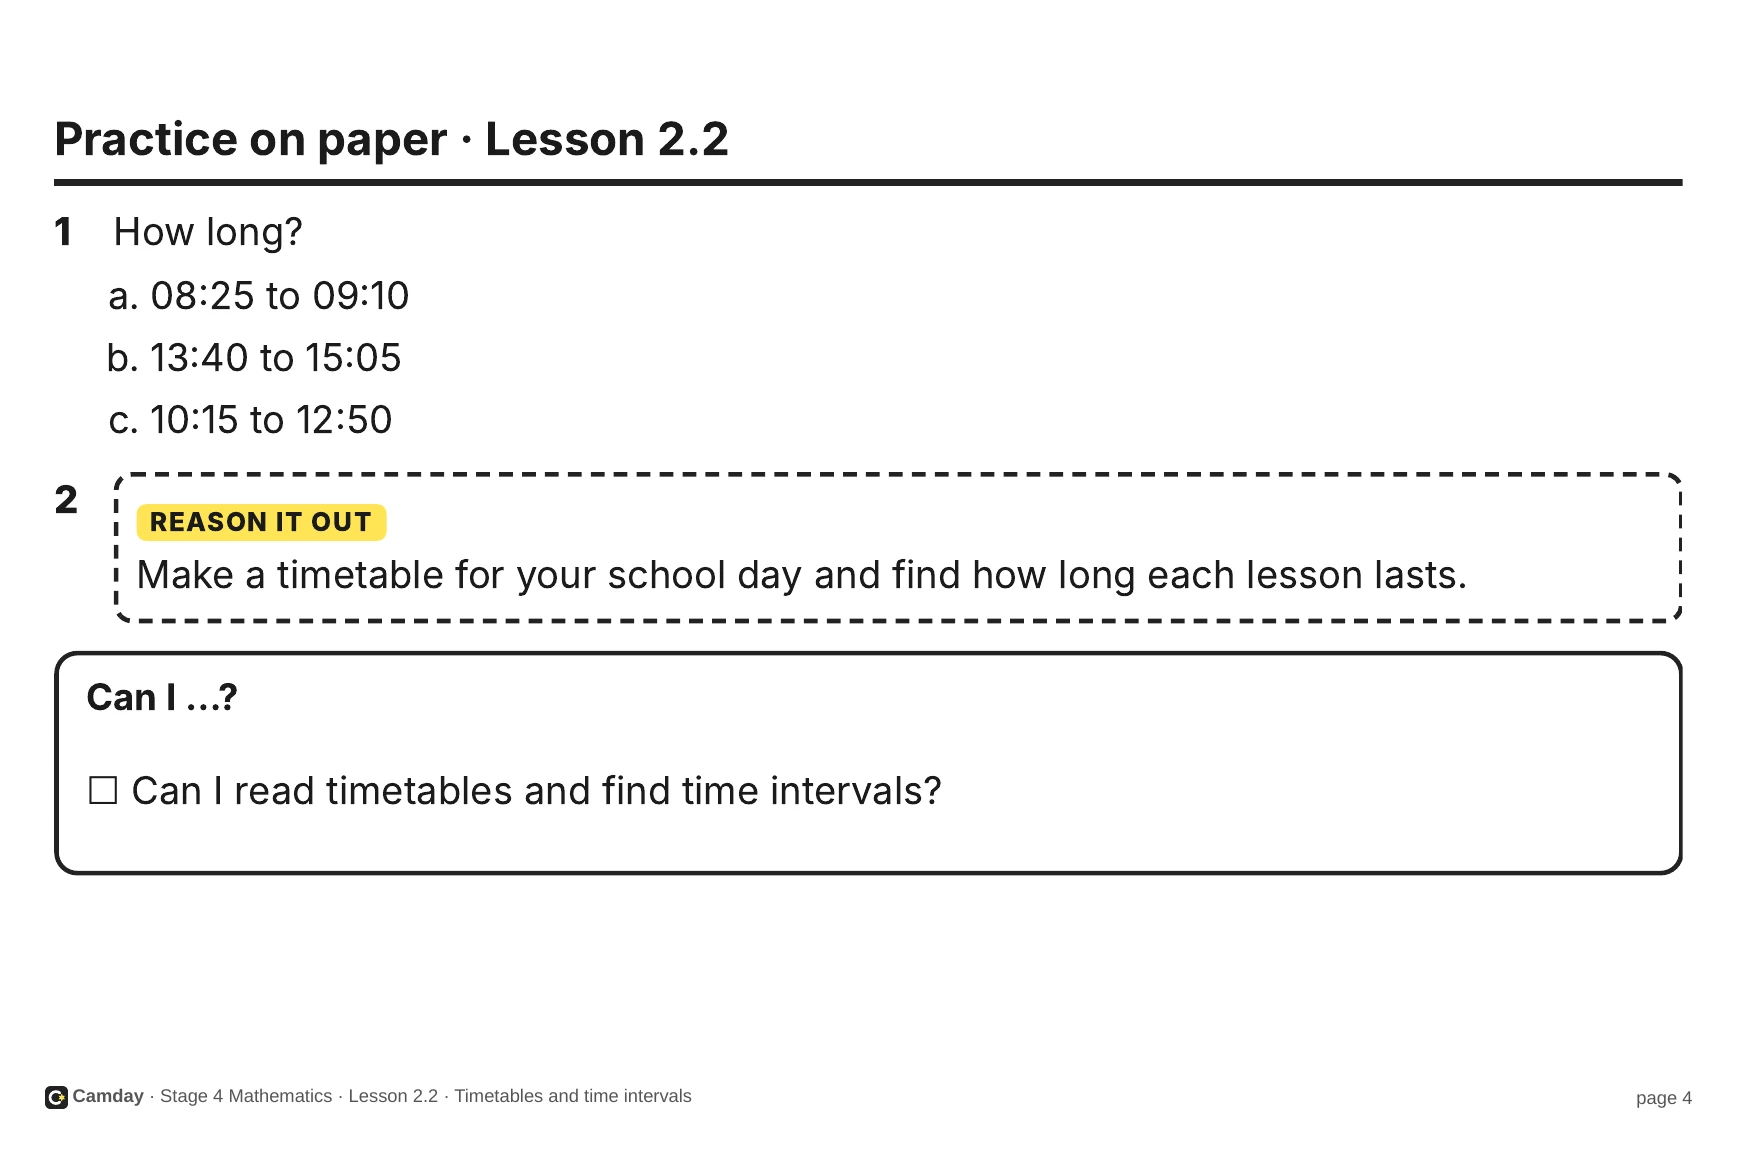 Practice on paper · Lesson 2.2
1 How long?
a. 08:25 to 09:10
b. 13:40 to 15:05
c. 10:15 to 12:50
2
REASON IT OUT
Make a timetable for your school day and find how long each lesson lasts.
Can I …?
☐ Can I read timetables and find time intervals?
Camday · Stage 4 Mathematics · Lesson 2.2 · Timetables and time intervals
page 4